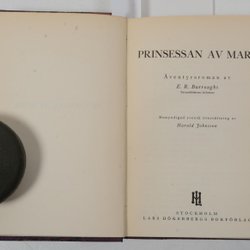 PRINSESSAN AV MAR
Äventyrsroman av
E. R. Burroughs
Bemyndigad svensk översättning av
Harald Johnsson
STOCKHOLM
LARS HÖKERBERGS BOKFÖRLAG